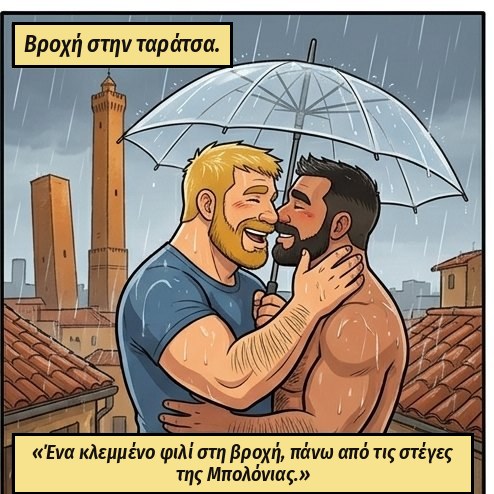 Βροχή στην ταράτσα.
«Ένα κλεμμένο φιλί στη βροχή, πάνω από τις στέγες
της Μπολόνιας.»